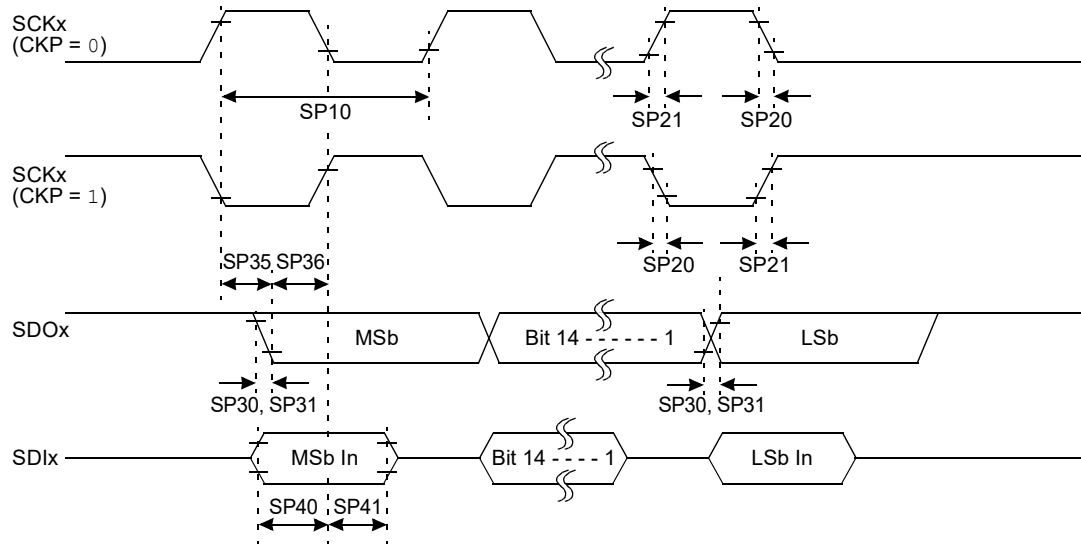 SCKx
(CKP = 0)
SP10
SP21
SP20
SCKx
(CKP = 1)
SP35
SP36
SP20
SP21
SDOx
MSb
Bit 14 - - - - - - 1
LSb
SP30, SP31
SP30, SP31
SDIx
MSb In
Bit 14 - - - - 1
LSb In
SP40
SP41